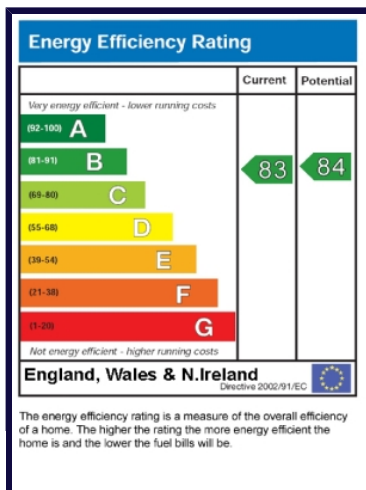 Energy Efficiency Rating
Current Potential
Very energy efficient - lower running costs
(92-100) A
(81-91) B
83 84
(69-80) C
(55-68) D
(39-54) E
(21-38) F
(1-20) G
Not energy efficient - higher running costs
England, Wales & N.Ireland
Directive 2002/91/EC
The energy efficiency rating is a measure of the overall efficiency
of a home. The higher the rating the more energy efficient the
home is and the lower the fuel bills will be.